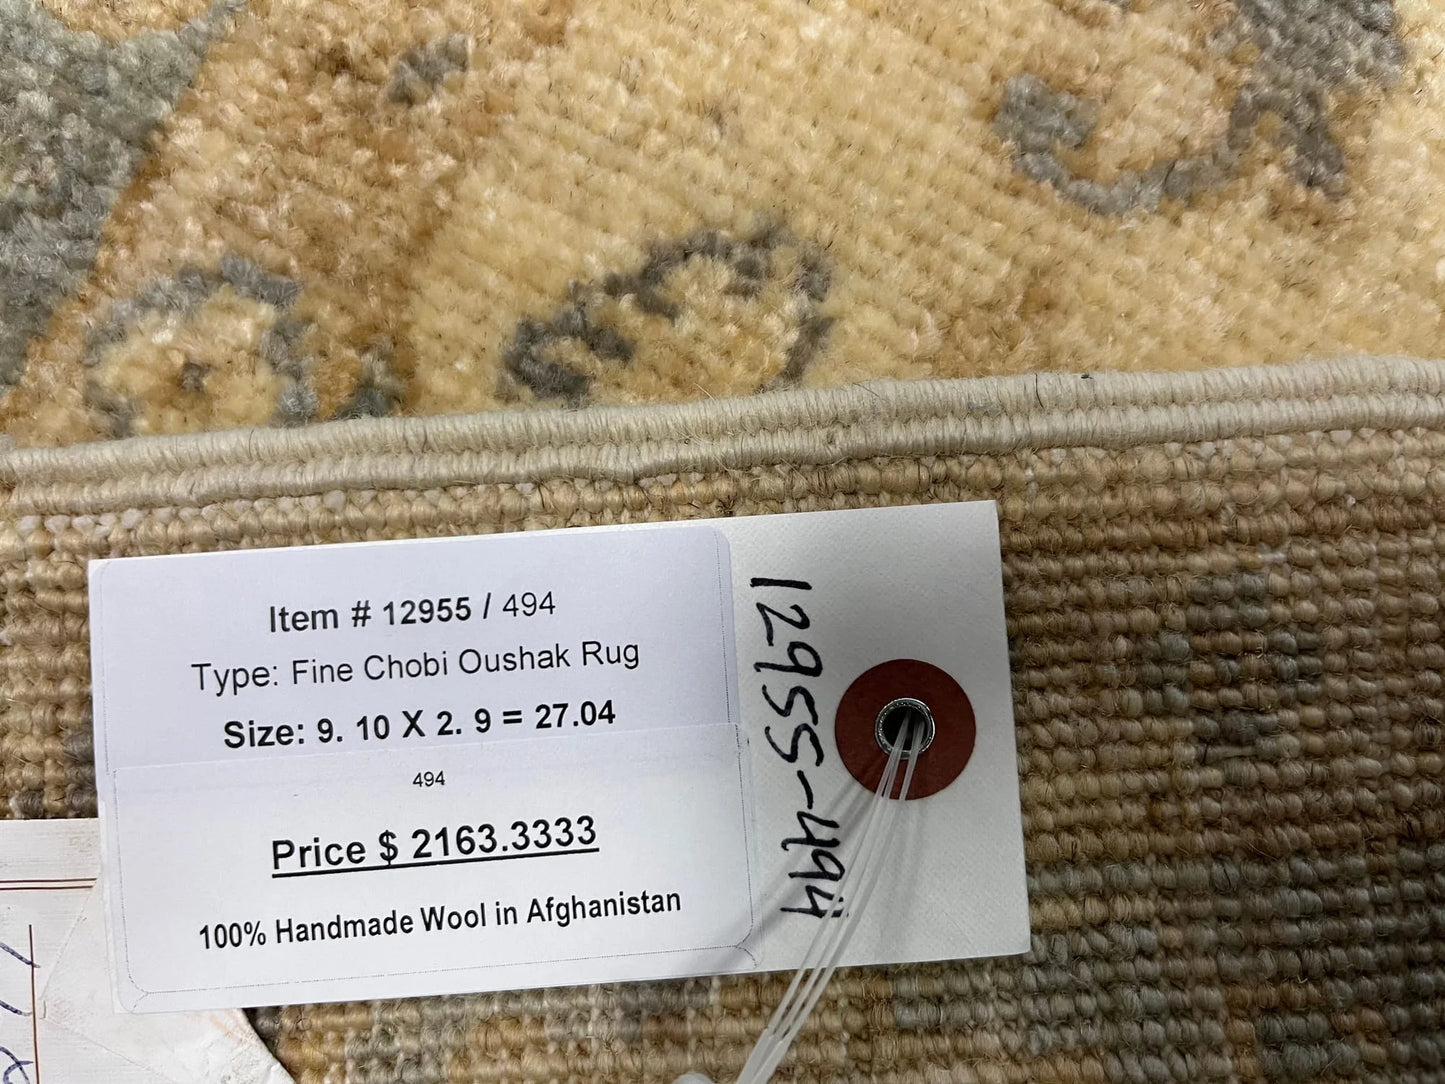 Item # 12955 / 494
Type: Fine Chobi Oushak Rug
Size: 9. 10 X 2. 9 = 27.04
494
Price $ 2163.3333
100% Handmade Wool in Afghanistan
12955-494